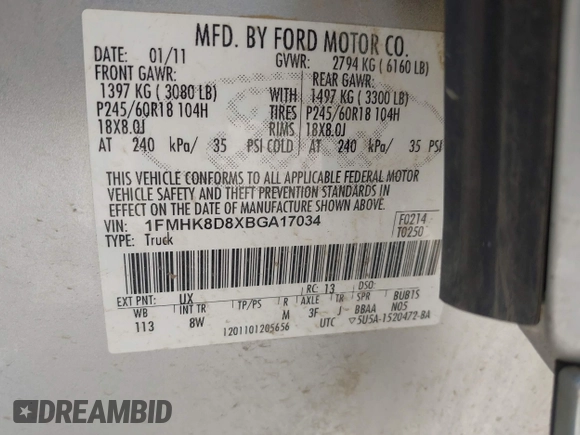 MFD. BY FORD MOTOR CO.
DATE: 01/11 GVWR: 2794 KG ( 6160 LB)
FRONT GAWR: REAR GAWR:
1397 KG ( 3080 LB) WITH 1497 KG ( 3300 LB)
P245/60R18 104H TIRES P245/60R18 104H
18X8.0J RIMS 18X8.0J
AT 240 kPa/ 35 PSI COLD AT 240 kPa/ 35 PSI
THIS VEHICLE CONFORMS TO ALL APPLICABLE FEDERAL MOTOR
VEHICLE SAFETY AND THEFT PREVENTION STANDARDS IN
EFFECT ON THE DATE OF MANUFACTURE SHOWN ABOVE.
VIN: 1FMHK8D8XBGA17034 F0214
TYPE: Truck T0250
RC: 13 DSO:
EXT PNT: UX
WB INT TR TP/PS R AXLE TR SPR BUBTS
113 8W M 3F J- BBAA N05
1201101205656 UTC 5U5A-1520472-BA
DREAMBID